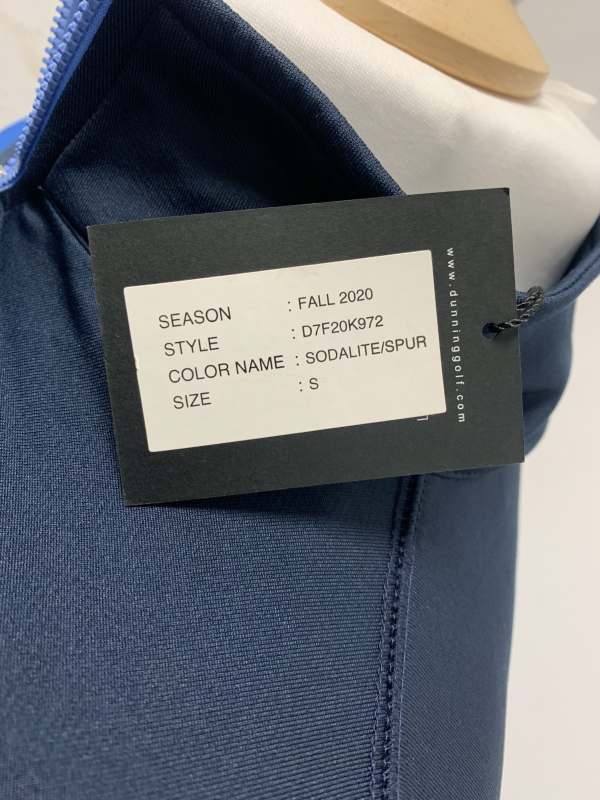 SEASON : FALL 2020
STYLE : D7F20K972
COLOR NAME : SODALITE/SPUR
SIZE : S
www.dunninggolf.com